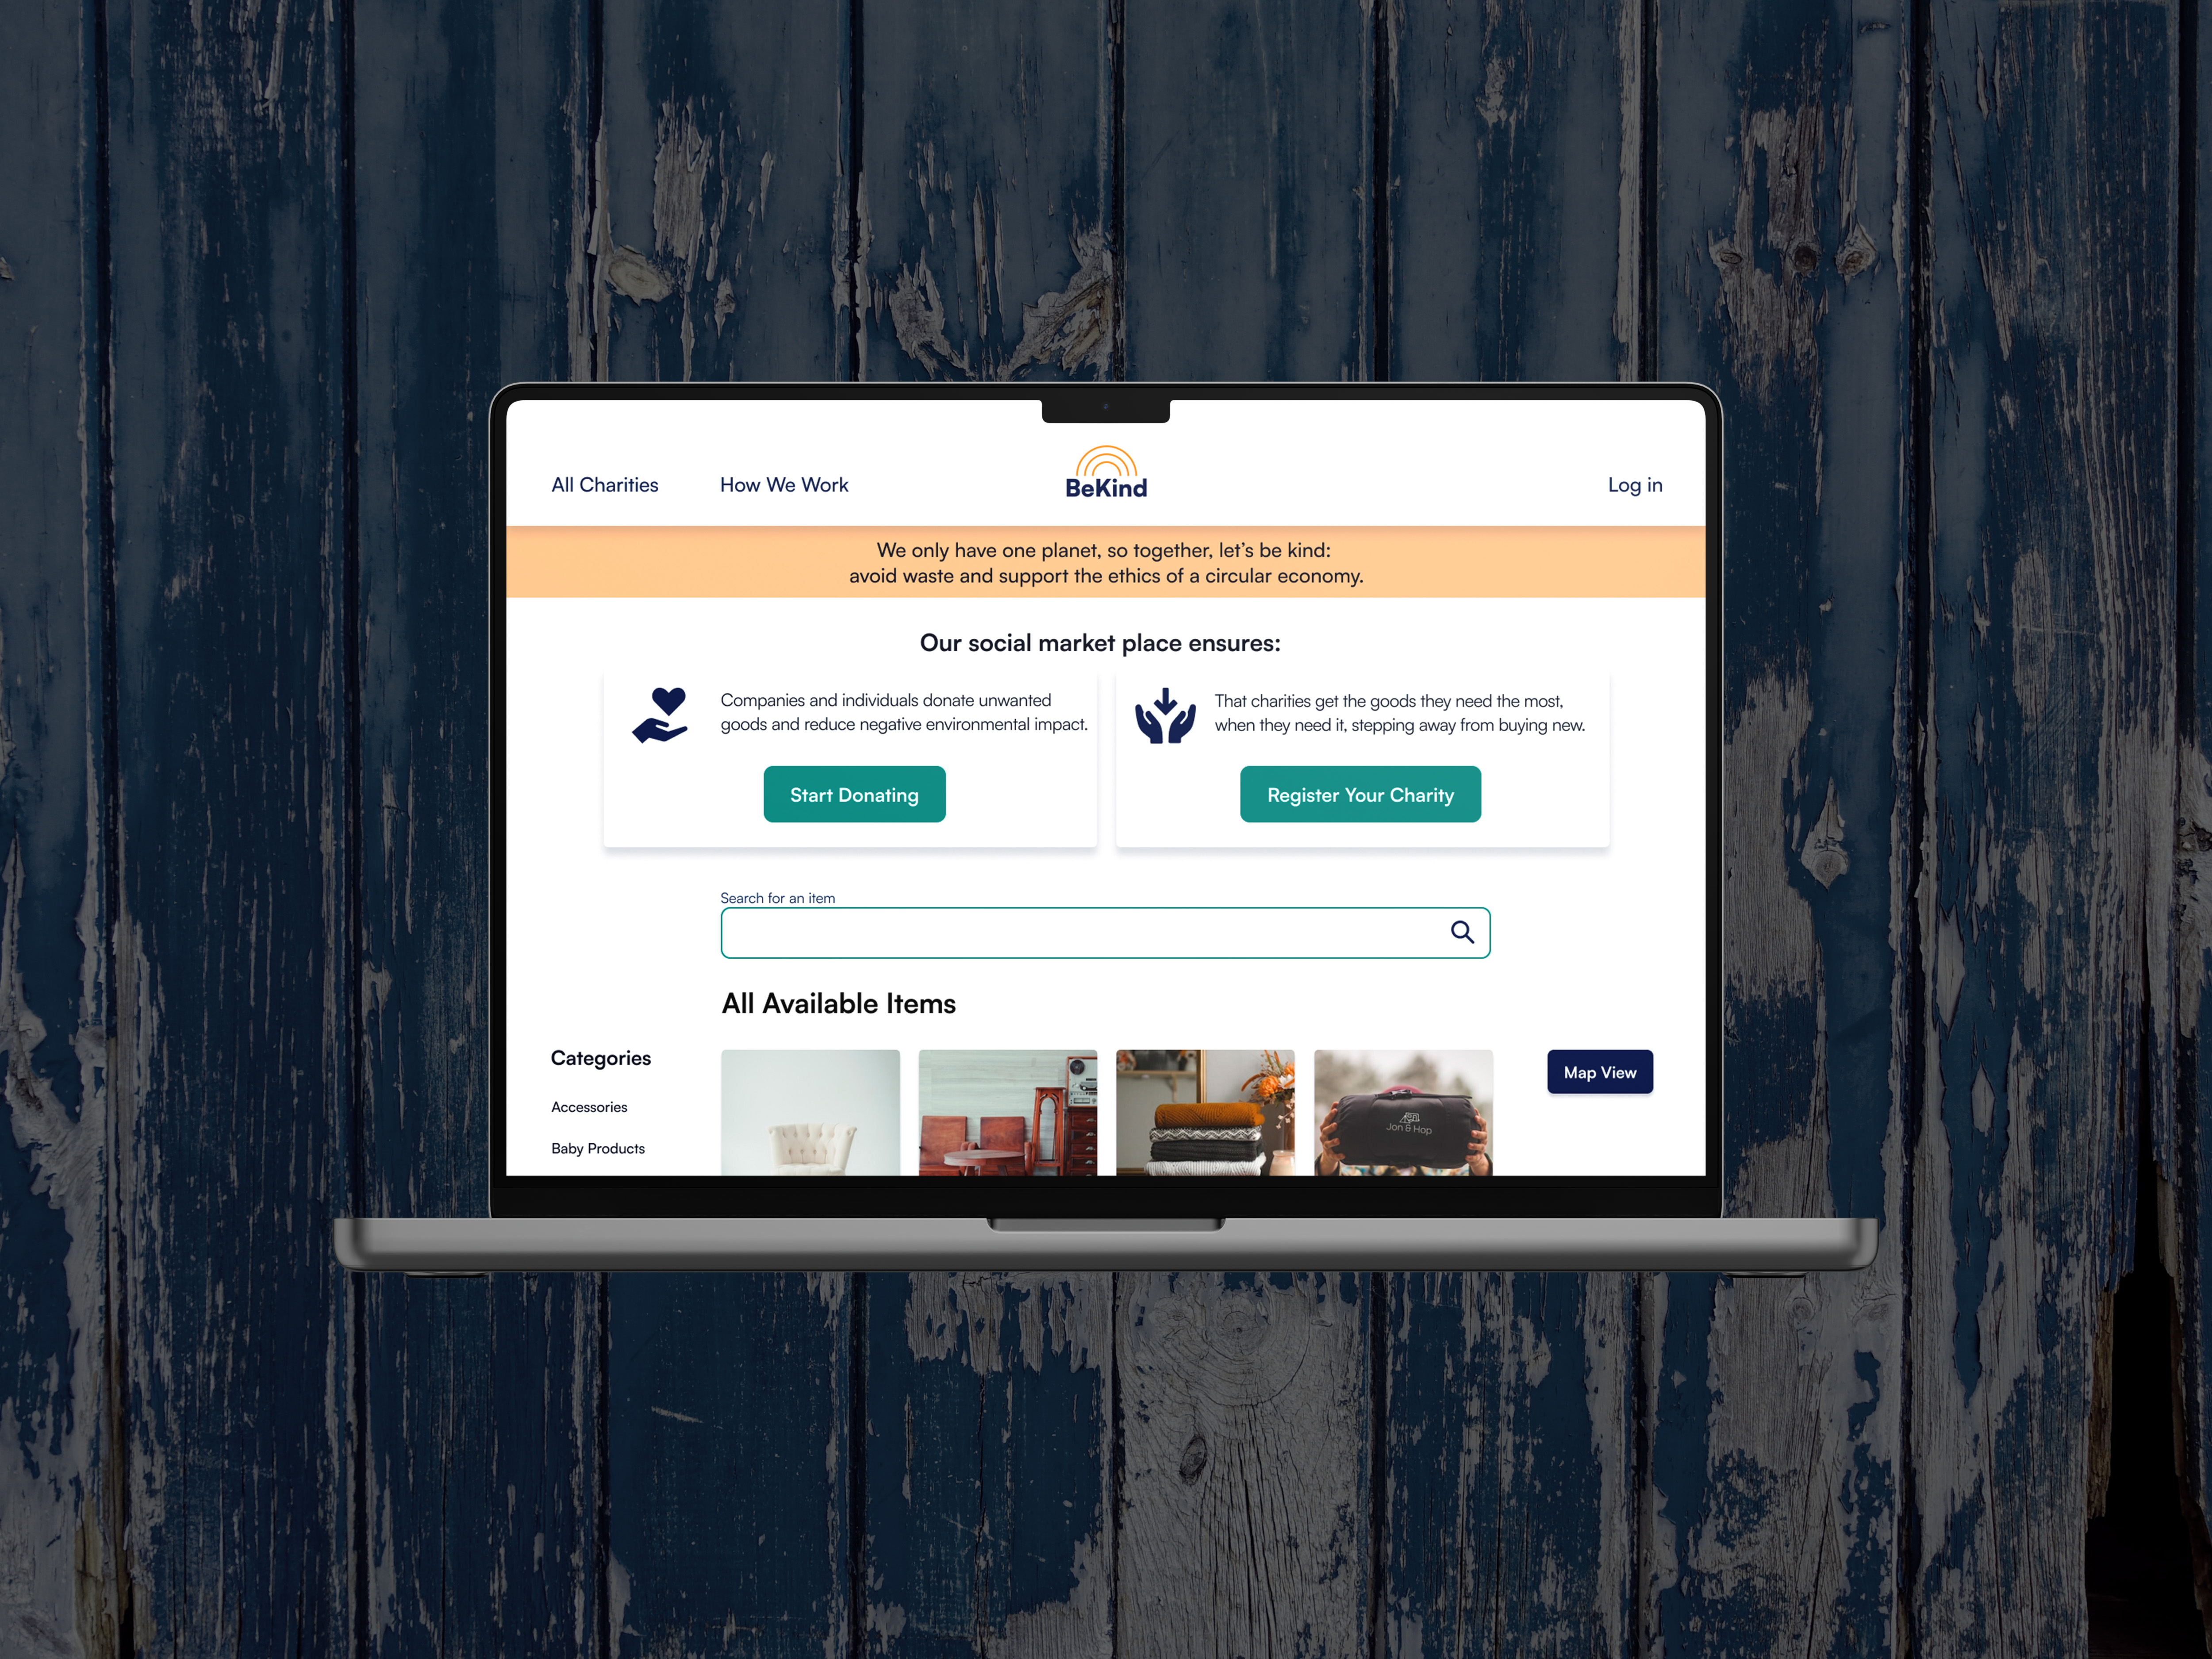 All Charities
How We Work
BeKind
Log in
We only have one planet, so together, let's be kind:
avoid waste and support the ethics of a circular economy.
Our social market place ensures:
Companies and individuals donate unwanted
goods and reduce negative environmental impact.
Start Donating
That charities get the goods they need the most,
when they need it, stepping away from buying new.
Register Your Charity
Search for an item
All Available Items
Categories
Accessories
Baby Products
Jon & Hop
Map View